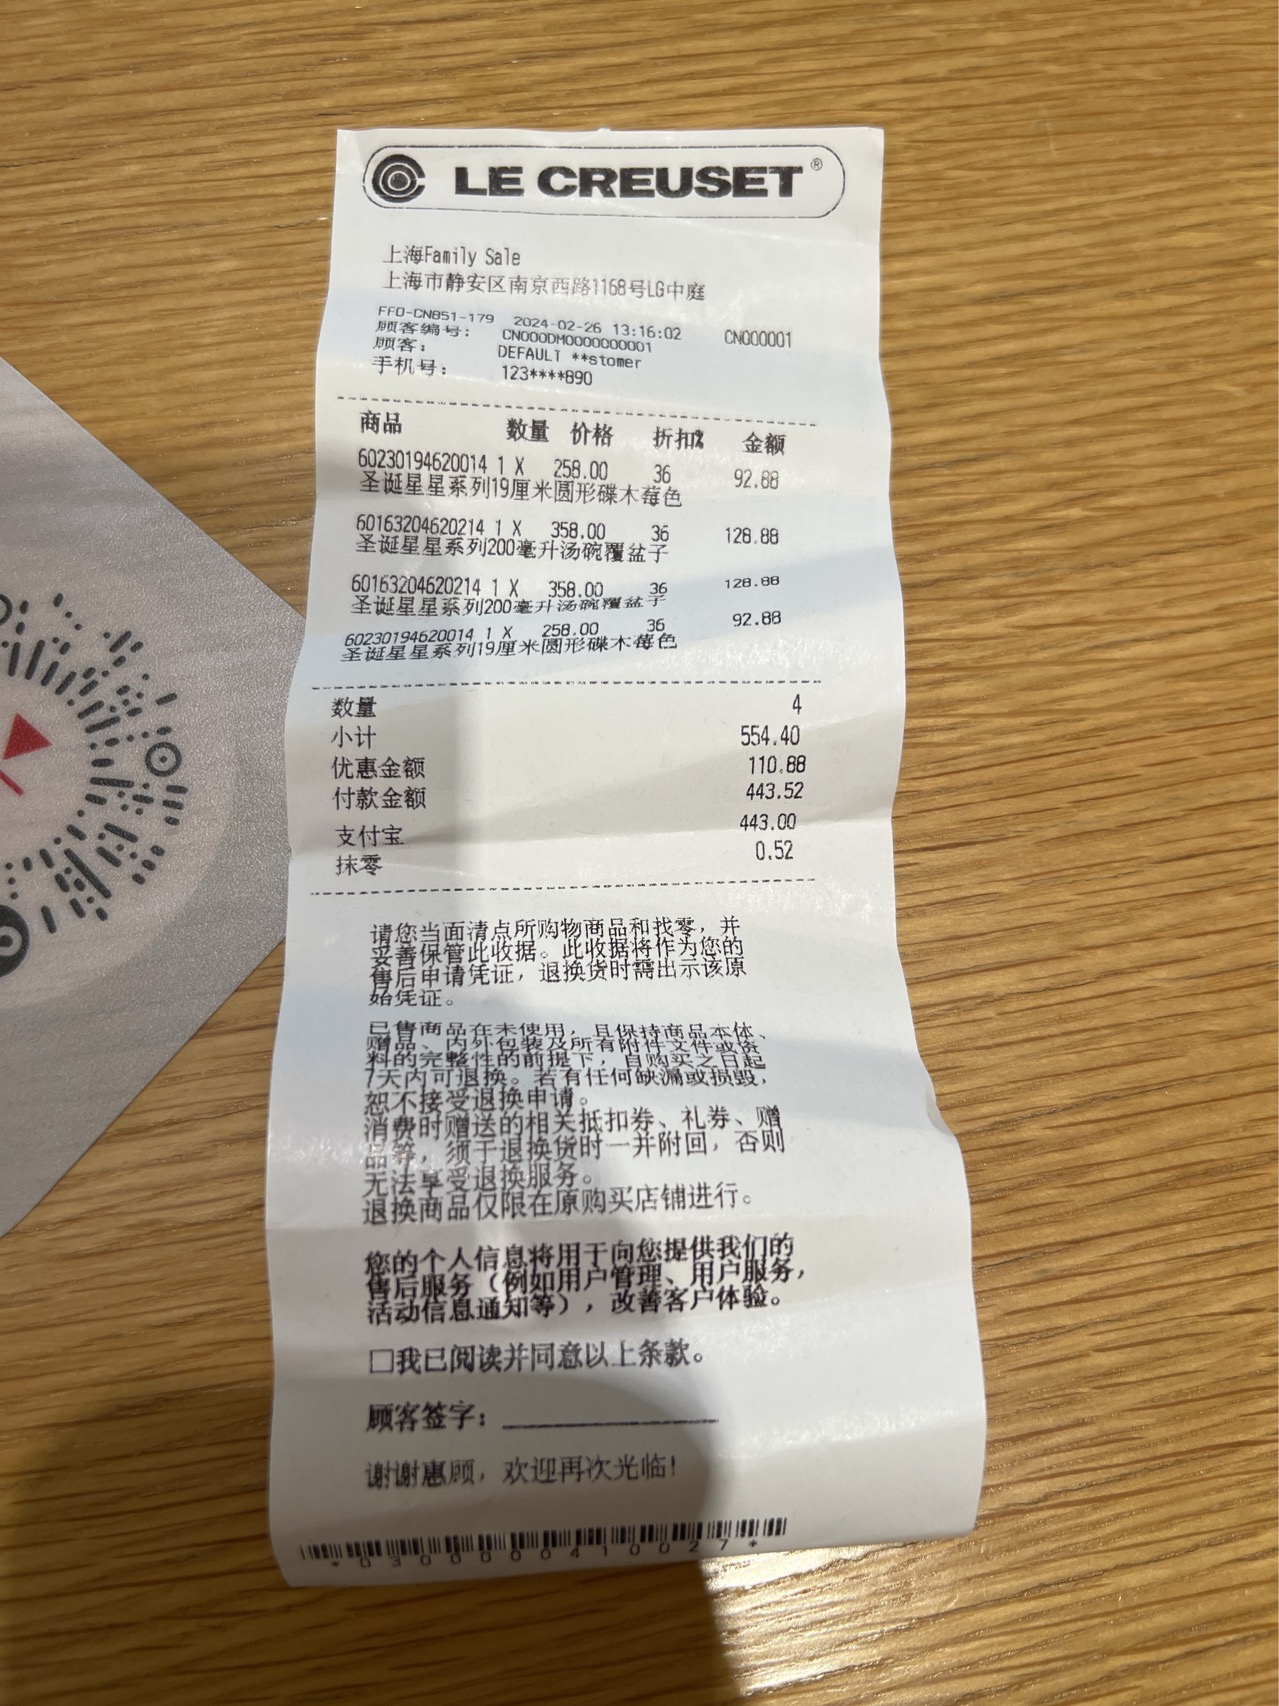 LE CREUSET®
上海Family Sale
上海市静安区南京西路1168号LG中庭
FFO-CN851-179 2024-02-26 13:16:02 CN000001
顾客编号: CN000DM0000000001
顾客: DEFAULT **stomer
手机号: 123****890
商品 数量 价格 折扣% 金额
60230194620014 1 X 258.00 36 92.88
圣诞星星系列19厘米圆形碟木莓色
60163204620214 1 X 358.00 36 128.88
圣诞星星系列200毫升汤碗覆盆子
60163204620214 1 X 358.00 36 128.88
圣诞星星系列200毫升汤碗覆盆子
60230194620014 1 X 258.00 36 92.88
圣诞星星系列19厘米圆形碟木莓色
数量 4
小计 554.40
优惠金额 110.88
付款金额 443.52
支付宝 443.00
抹零 0.52
请您当面清点所购物商品和找零，并
妥善保管此收据。此收据将作为您的
售后申请凭证，退换货时需出示该原
始凭证。
已售商品在未使用，且保持商品本体、
赠品、内外包装及所有附件文件或资
料的完整性的前提下，自购买之日起
7天内可退换。若有任何缺漏或损毁，
恕不接受退换申请。
消费时赠送的相关抵扣券、礼券、赠
品等，须于退换货时一并附回，否则
无法享受退换服务。
退换商品仅限在原购买店铺进行。
您的个人信息将用于向您提供我们的
售后服务（例如用户管理、用户服务，
活动信息通知等），改善客户体验。
□我已阅读并同意以上条款。
顾客签字：
谢谢惠顾，欢迎再次光临！
*0300000410027*